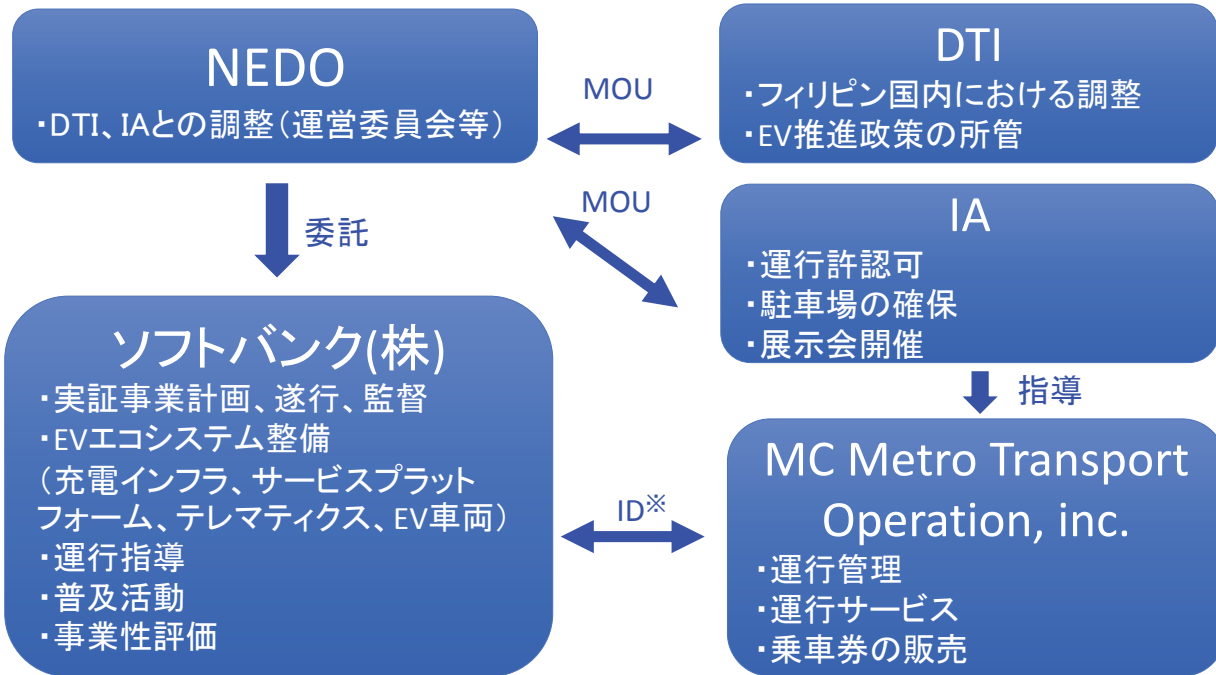 NEDO
・DTI、IAとの調整（運営委員会等）
MOU
DTI
・フィリピン国内における調整
・EV推進政策の所管
委託
MOU
IA
・運行許認可
・駐車場の確保
・展示会開催
指導
ソフトバンク(株)
・実証事業計画、遂行、監督
・EVエコシステム整備
（充電インフラ、サービスプラット
フォーム、テレマティクス、EV車両）
・運行指導
・普及活動
・事業性評価
ID※
MC Metro Transport
Operation, inc.
・運行管理
・運行サービス
・乗車券の販売